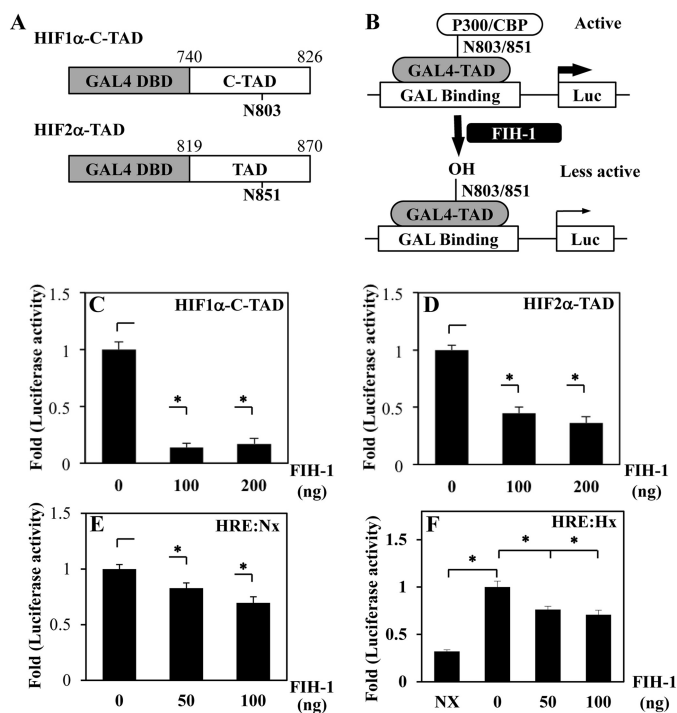 A
HIF1α-C-TAD
740
826
GAL4 DBD
C-TAD
N803
HIF2α-TAD
819
870
GAL4 DBD
TAD
N851
B
P300/CBP
Active
N803/851
GAL4-TAD
GAL Binding
Luc
FIH-1
OH
Less active
N803/851
GAL4-TAD
GAL Binding
Luc
C
HIF1α-C-TAD
Fold (Luciferase activity)
1.5
1
0.5
0
*
*
0
100
200
FIH-1
(ng)
D
HIF2α-TAD
Fold (Luciferase activity)
1.5
1
0.5
0
*
*
0
100
200
FIH-1
(ng)
E
HRE:Nx
Fold (Luciferase activity)
1.5
1
0.5
0
*
*
0
50
100
FIH-1
(ng)
F
HRE:Hx
Fold (Luciferase activity)
1.5
1
0.5
0
*
*
*
NX
0
50
100
FIH-1
(ng)